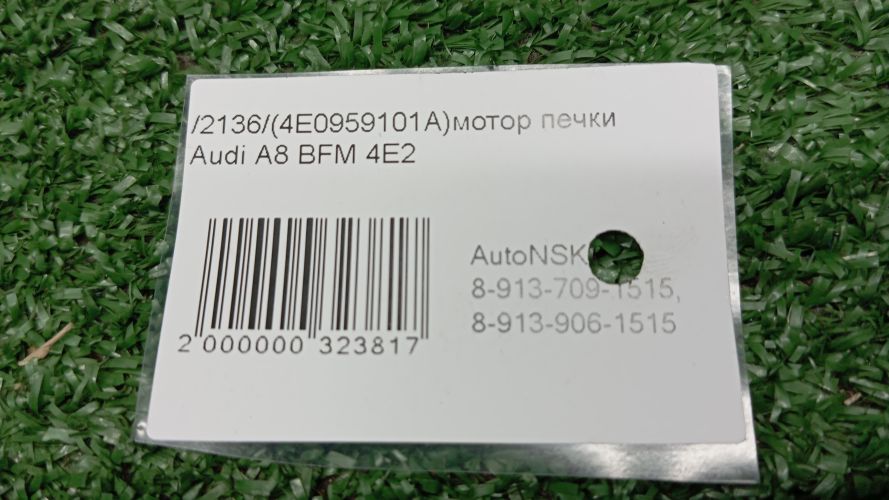 /2136/(4E0959101A)мотор печки
Audi A8 BFM 4E2
2 000000 323817
AutoNSK
8-913-709-1515,
8-913-906-1515